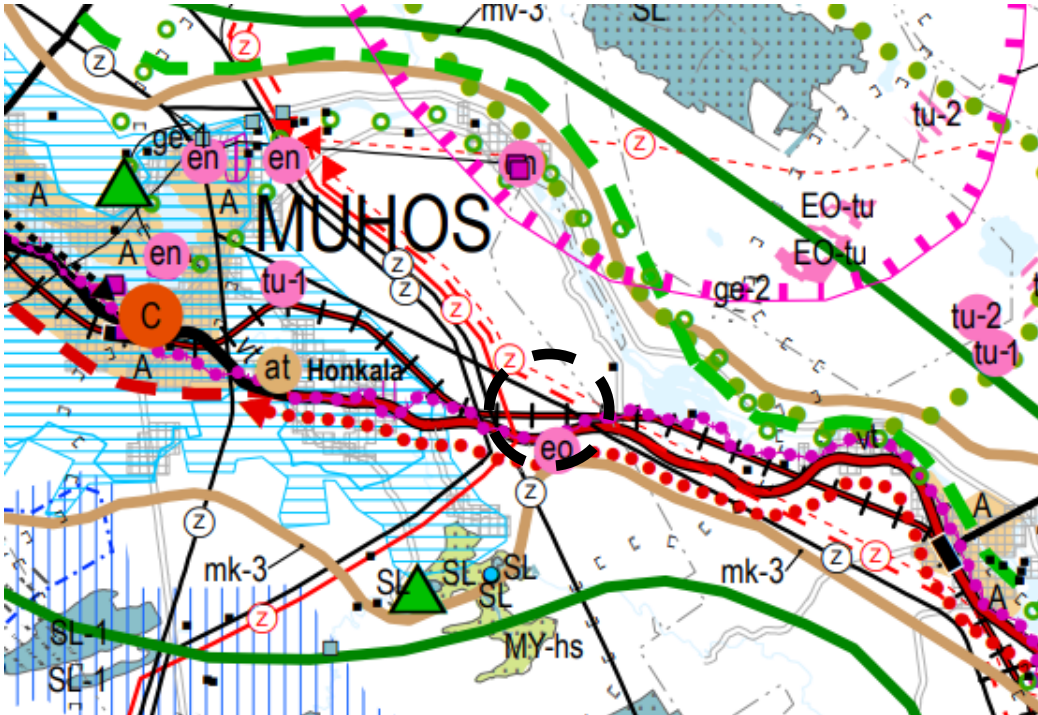 mv-3
SL
z
z
tu-2
ge-1
z
en
en
en
A
A
EO-tu
MUHOS
A
en
EO-tu
z
tu-1
z
ge-2
C
z
tu-2
vt
z
tu-1
A
at
Honkala
eo
vt
z
A
z
mk-3
SL
SL
SL
SL
mk-3
z
z
A
z
SL-1
MY-hs
SL-1